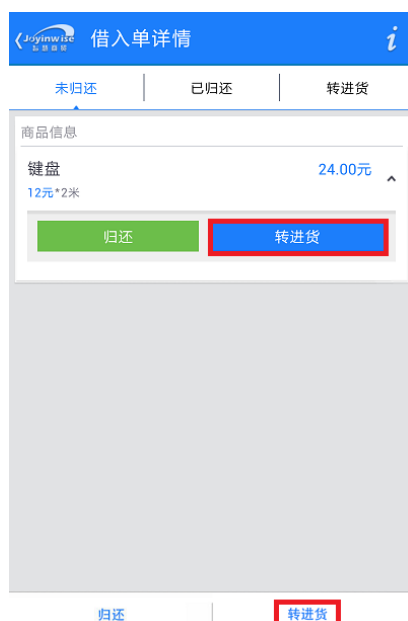 Joyinwise
借入单详情
i
未归还
已归还
转进货
商品信息
键盘
24.00元
12元*2米
归还
转进货
归还
转进货